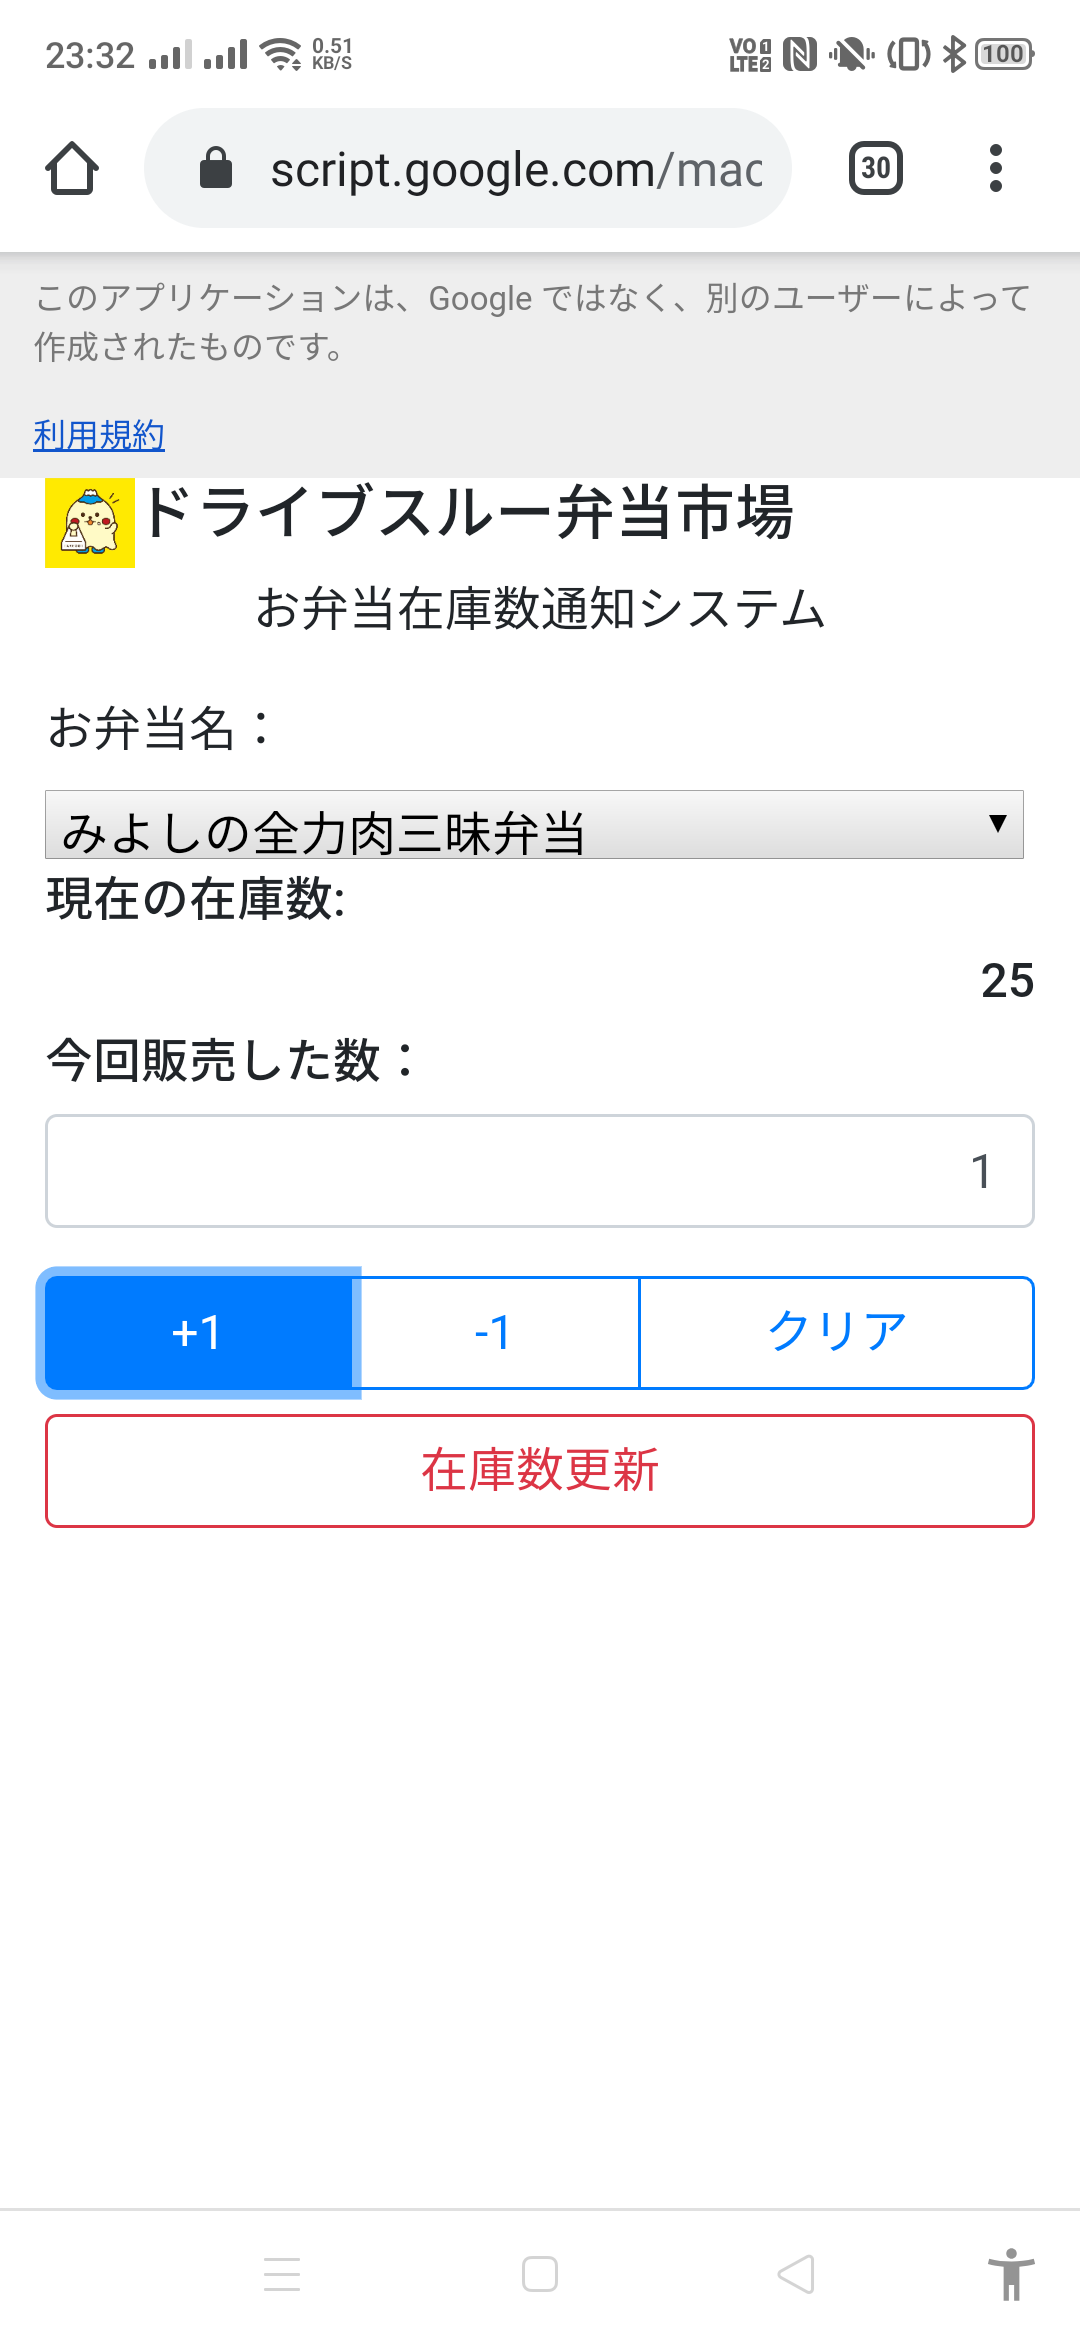 23:32
0.51
KB/S
VO 1
LTE 2
100
script.google.com/mac
30
このアプリケーションは、Google ではなく、別のユーザーによって
作成されたものです。
利用規約
ドライブスルー弁当市場
お弁当在庫数通知システム
お弁当名：
みよしの全力肉三昧弁当
▼
現在の在庫数:
25
今回販売した数：
1
+1
-1
クリア
在庫数更新